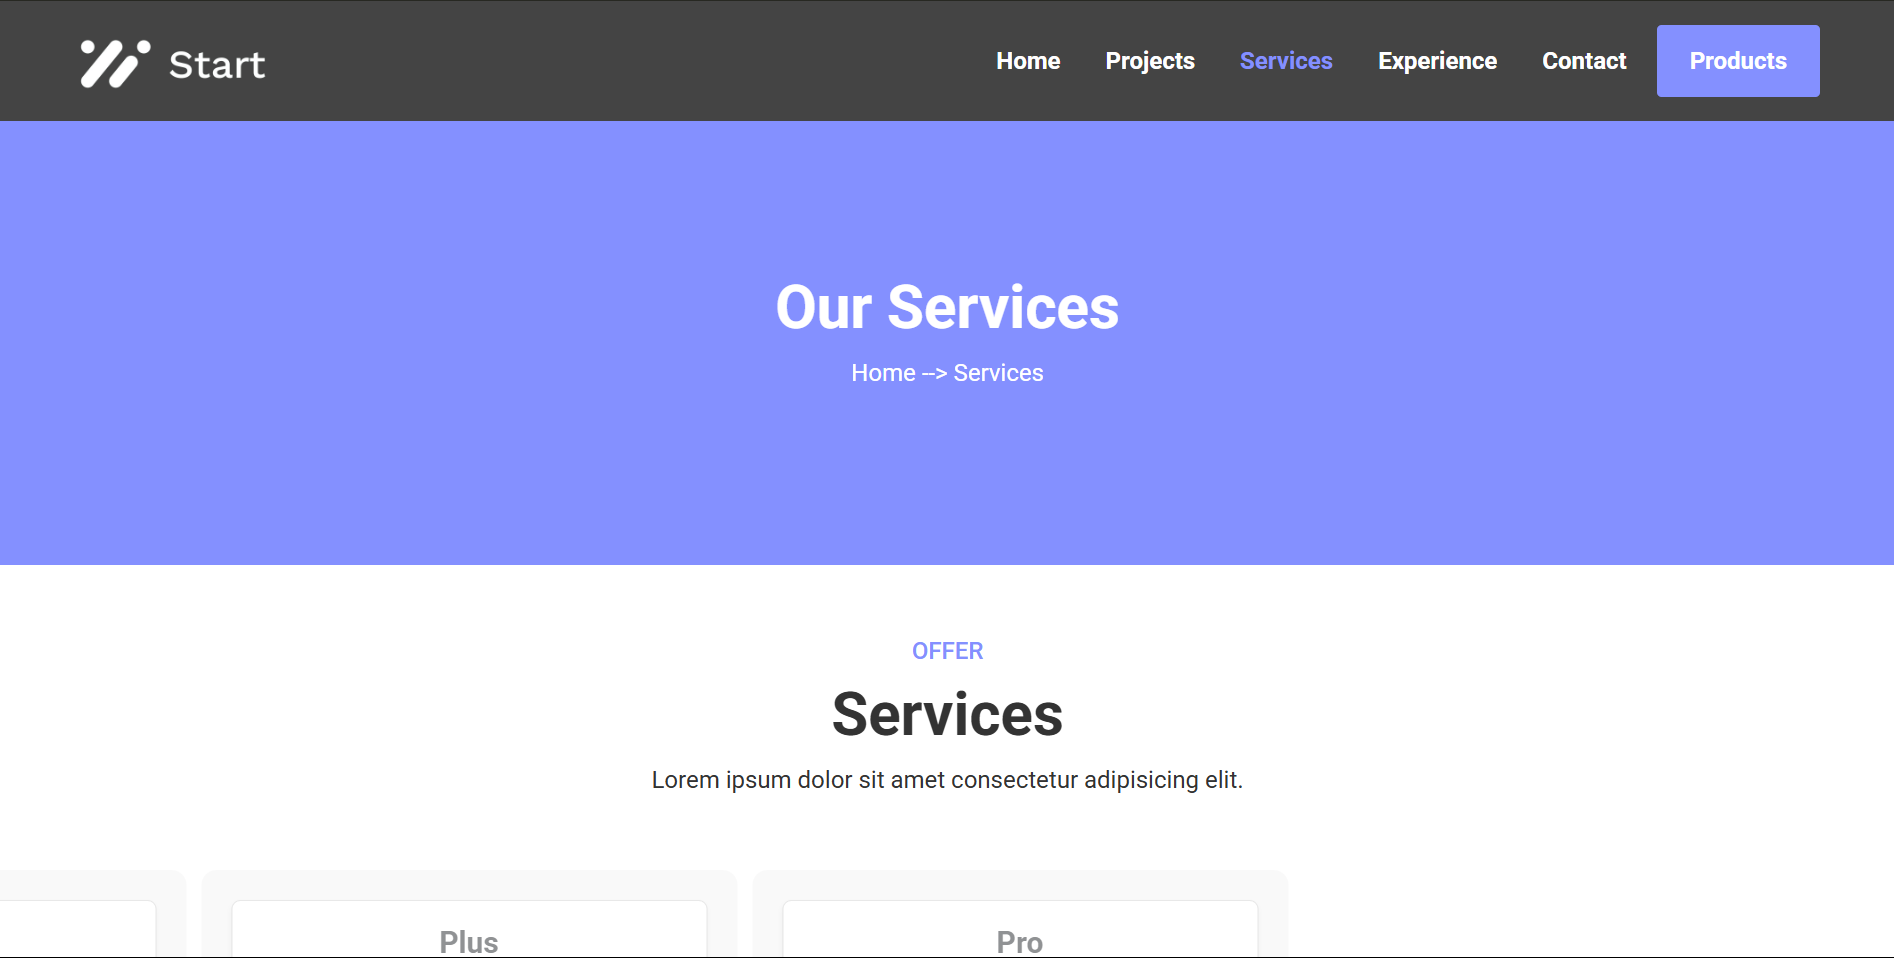 Start
Home Projects Services Experience Contact Products
Our Services
Home --> Services
OFFER
Services
Lorem ipsum dolor sit amet consectetur adipisicing elit.
Plus Pro